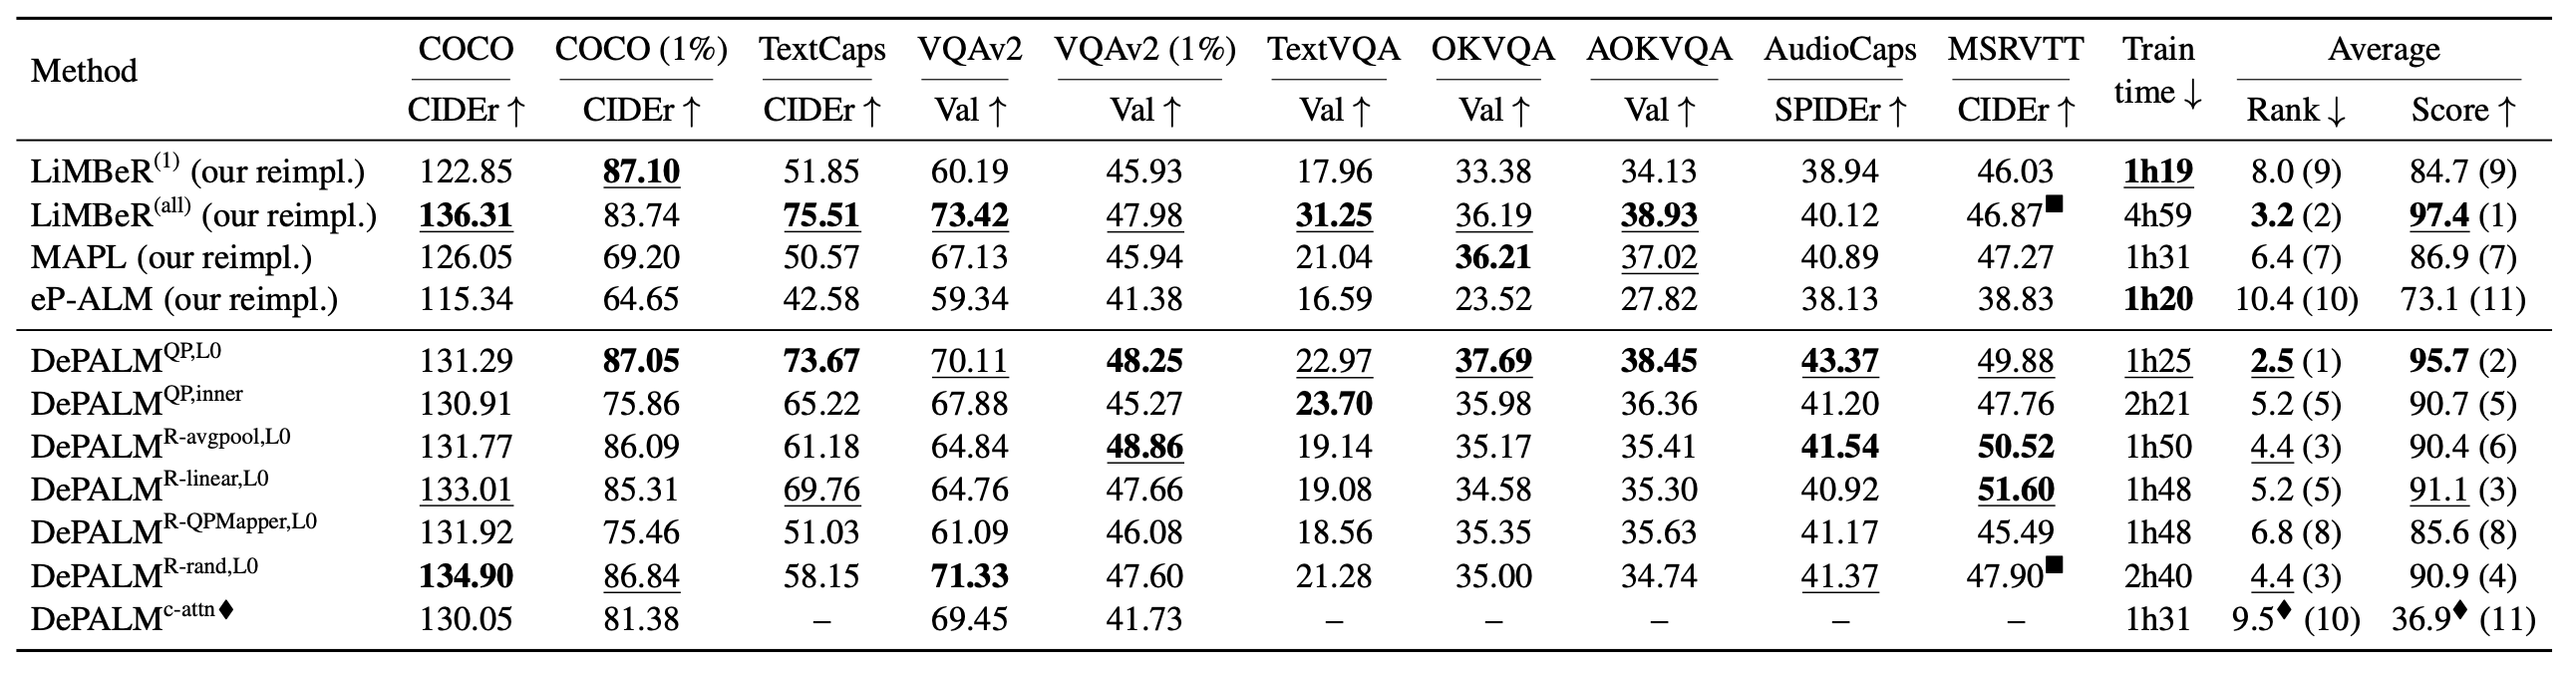 Method COCO COCO (1%) TextCaps VQAv2 VQAv2 (1%) TextVQA OKVQA AOKVQA AudioCaps MSRVTT Train time ↓ Average
CIDEr ↑ CIDEr ↑ CIDEr ↑ Val ↑ Val ↑ Val ↑ Val ↑ Val ↑ SPIDEr ↑ CIDEr ↑ Rank ↓ Score ↑
LiMBeR(1) (our reimpl.) 122.85 87.10 51.85 60.19 45.93 17.96 33.38 34.13 38.94 46.03 1h19 8.0 (9) 84.7 (9)
LiMBeR(all) (our reimpl.) 136.31 83.74 75.51 73.42 47.98 31.25 36.19 38.93 40.12 46.87■ 4h59 3.2 (2) 97.4 (1)
MAPL (our reimpl.) 126.05 69.20 50.57 67.13 45.94 21.04 36.21 37.02 40.89 47.27 1h31 6.4 (7) 86.9 (7)
eP-ALM (our reimpl.) 115.34 64.65 42.58 59.34 41.38 16.59 23.52 27.82 38.13 38.83 1h20 10.4 (10) 73.1 (11)
DePALMQP,L0 131.29 87.05 73.67 70.11 48.25 22.97 37.69 38.45 43.37 49.88 1h25 2.5 (1) 95.7 (2)
DePALMQP,inner 130.91 75.86 65.22 67.88 45.27 23.70 35.98 36.36 41.20 47.76 2h21 5.2 (5) 90.7 (5)
DePALMR-avgpool,L0 131.77 86.09 61.18 64.84 48.86 19.14 35.17 35.41 41.54 50.52 1h50 4.4 (3) 90.4 (6)
DePALMR-linear,L0 133.01 85.31 69.76 64.76 47.66 19.08 34.58 35.30 40.92 51.60 1h48 5.2 (5) 91.1 (3)
DePALMR-QPMapper,L0 131.92 75.46 51.03 61.09 46.08 18.56 35.35 35.63 41.17 45.49 1h48 6.8 (8) 85.6 (8)
DePALMR-rand,L0 134.90 86.84 58.15 71.33 47.60 21.28 35.00 34.74 41.37 47.90■ 2h40 4.4 (3) 90.9 (4)
DePALMc-attn♦ 130.05 81.38 – 69.45 41.73 – – – – – 1h31 9.5♦ (10) 36.9♦ (11)